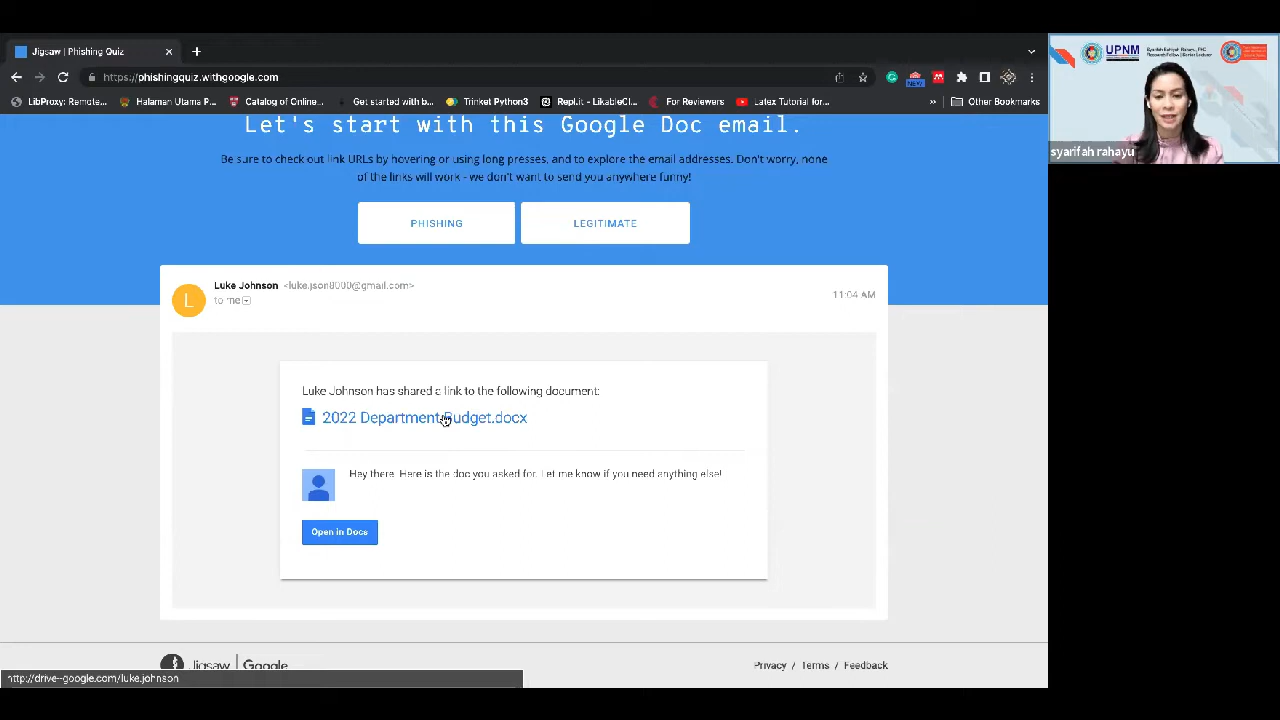 Jigsaw | Phishing Quiz
https://phishingquiz.withgoogle.com
LibProxy: Remote...
Halaman Utama P...
Catalog of Online...
Get started with b...
Trinket Python3
Repl.it - LikableCl...
For Reviewers
Latex Tutorial for...
»
Other Bookmarks
NEW!
UPNM
syarifah rahayu
Let's start with this Google Doc email.
Be sure to check out link URLs by hovering or using long presses, and to explore the email addresses. Don't worry, none
of the links will work - we don't want to send you anywhere funny!
PHISHING
LEGITIMATE
L
Luke Johnson <luke.json8000@gmail.com>
to me
11:04 AM
Luke Johnson has shared a link to the following document:
2022 Department Budget.docx
Hey there. Here is the doc you asked for. Let me know if you need anything else!
Open in Docs
Jigsaw | Google
Privacy / Terms / Feedback
http://drive--google.com/luke.johnson